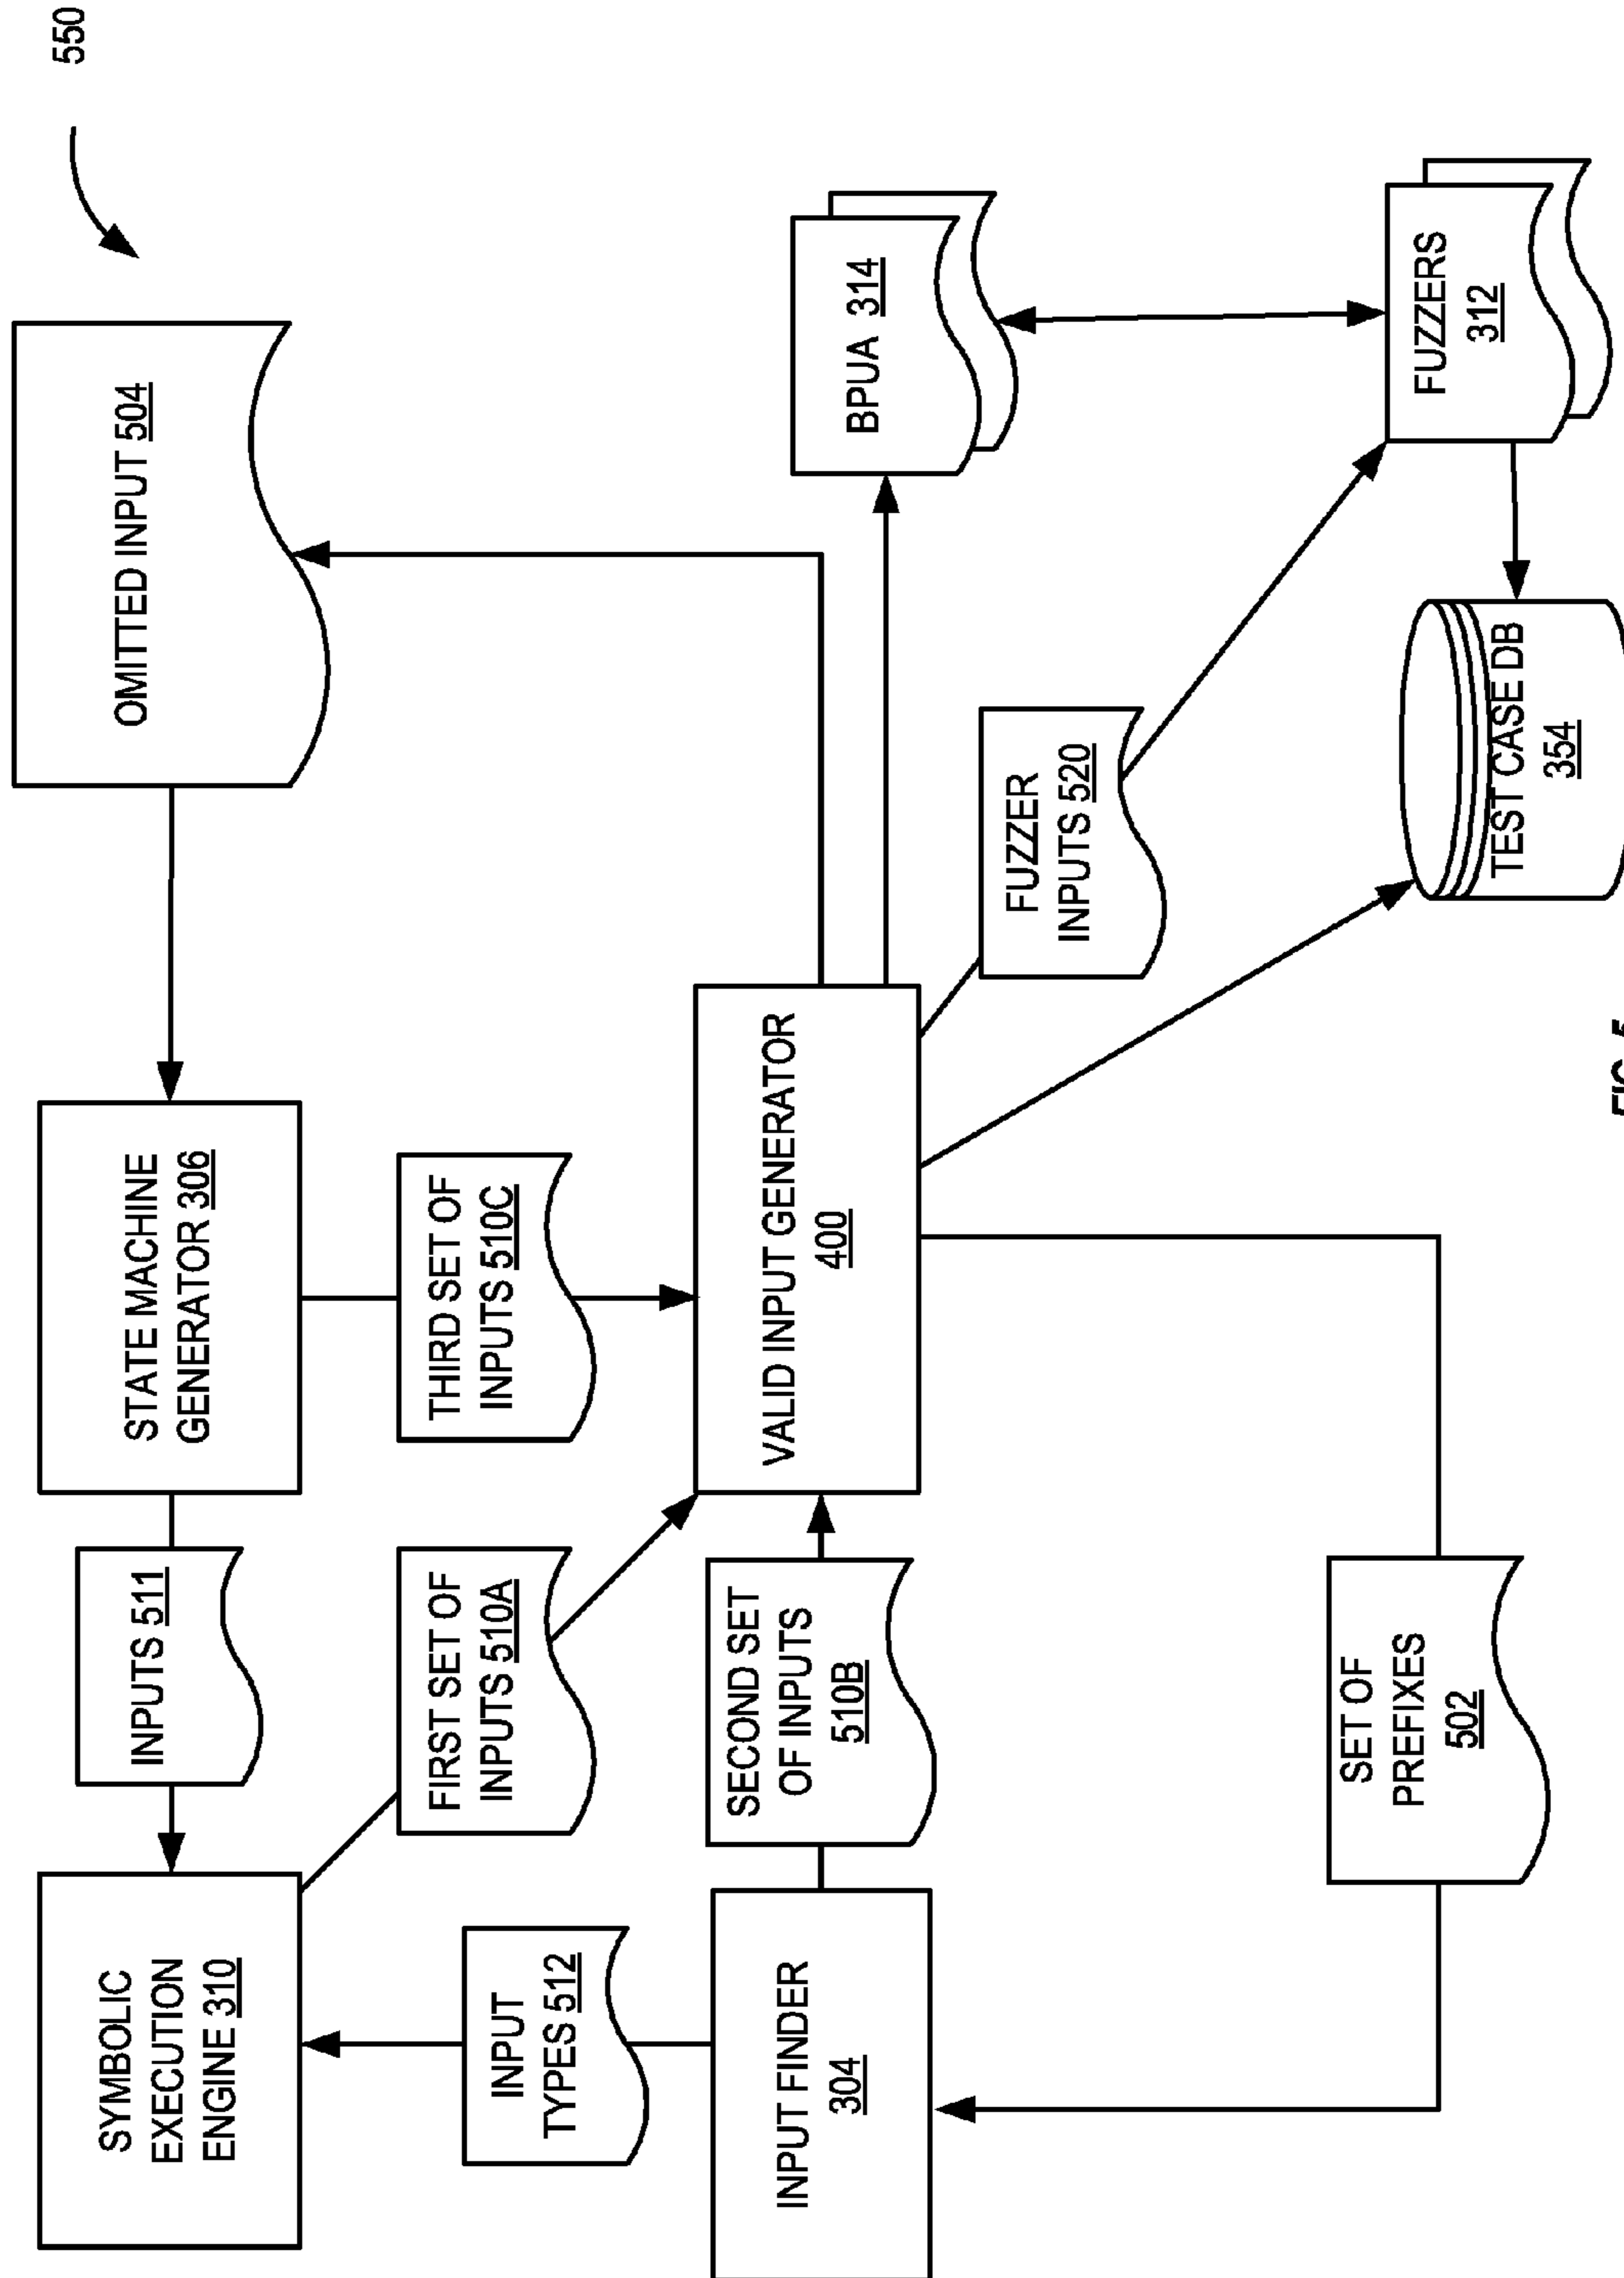 550
SYMBOLIC
EXECUTION
ENGINE 310
INPUTS 511
STATE MACHINE
GENERATOR 306
OMITTED INPUT 504
INPUT
TYPES 512
FIRST SET OF
INPUTS 510A
THIRD SET OF
INPUTS 510C
INPUT FINDER
304
SECOND SET
OF INPUTS
510B
VALID INPUT GENERATOR
400
BPUA 314
FUZZER
INPUTS 520
SET OF
PREFIXES
502
TEST CASE DB
354
FUZZERS
312
FIG. 5